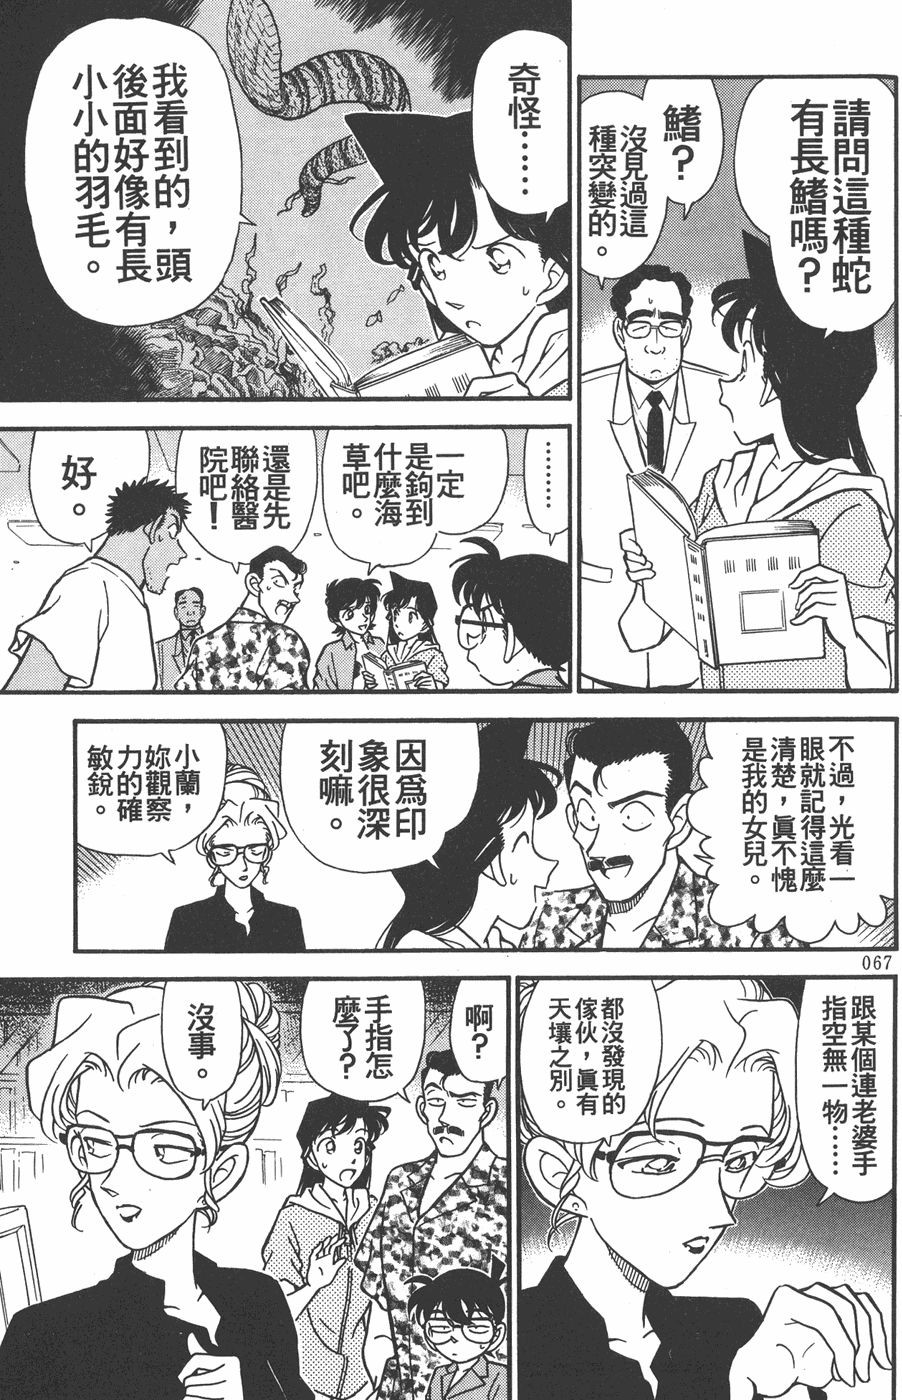 請問這種蛇
有長鰭嗎？
鰭？
沒見過這
種突變的。
奇怪……
我看到的，頭
後面好像有長
小小的羽毛。
……
一定
是鉤到
什麼海
草吧。
還是先
聯絡醫
院吧！
好。
不過，光看一
眼就記得這麼
清楚，真不愧
是我的女兒。
因為印
象很深
刻嘛。
小蘭，
妳觀察
力的確
敏銳。
067
跟某個連老婆手
指空無一物……
都沒發現的
傢伙，真有
天壤之別。
啊？
手指怎
麼了？
沒事。